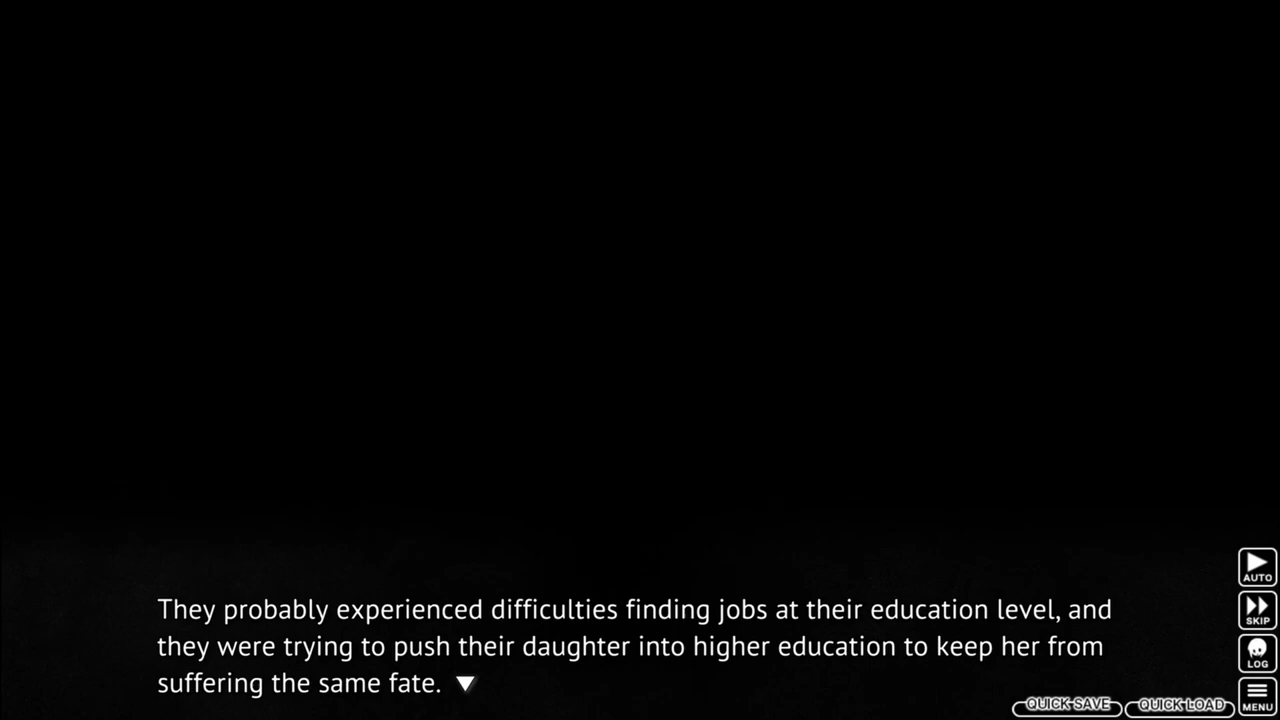 They probably experienced difficulties finding jobs at their education level, and
they were trying to push their daughter into higher education to keep her from
suffering the same fate.
AUTO
SKIP
LOG
MENU
QUICK SAVE
QUICK LOAD